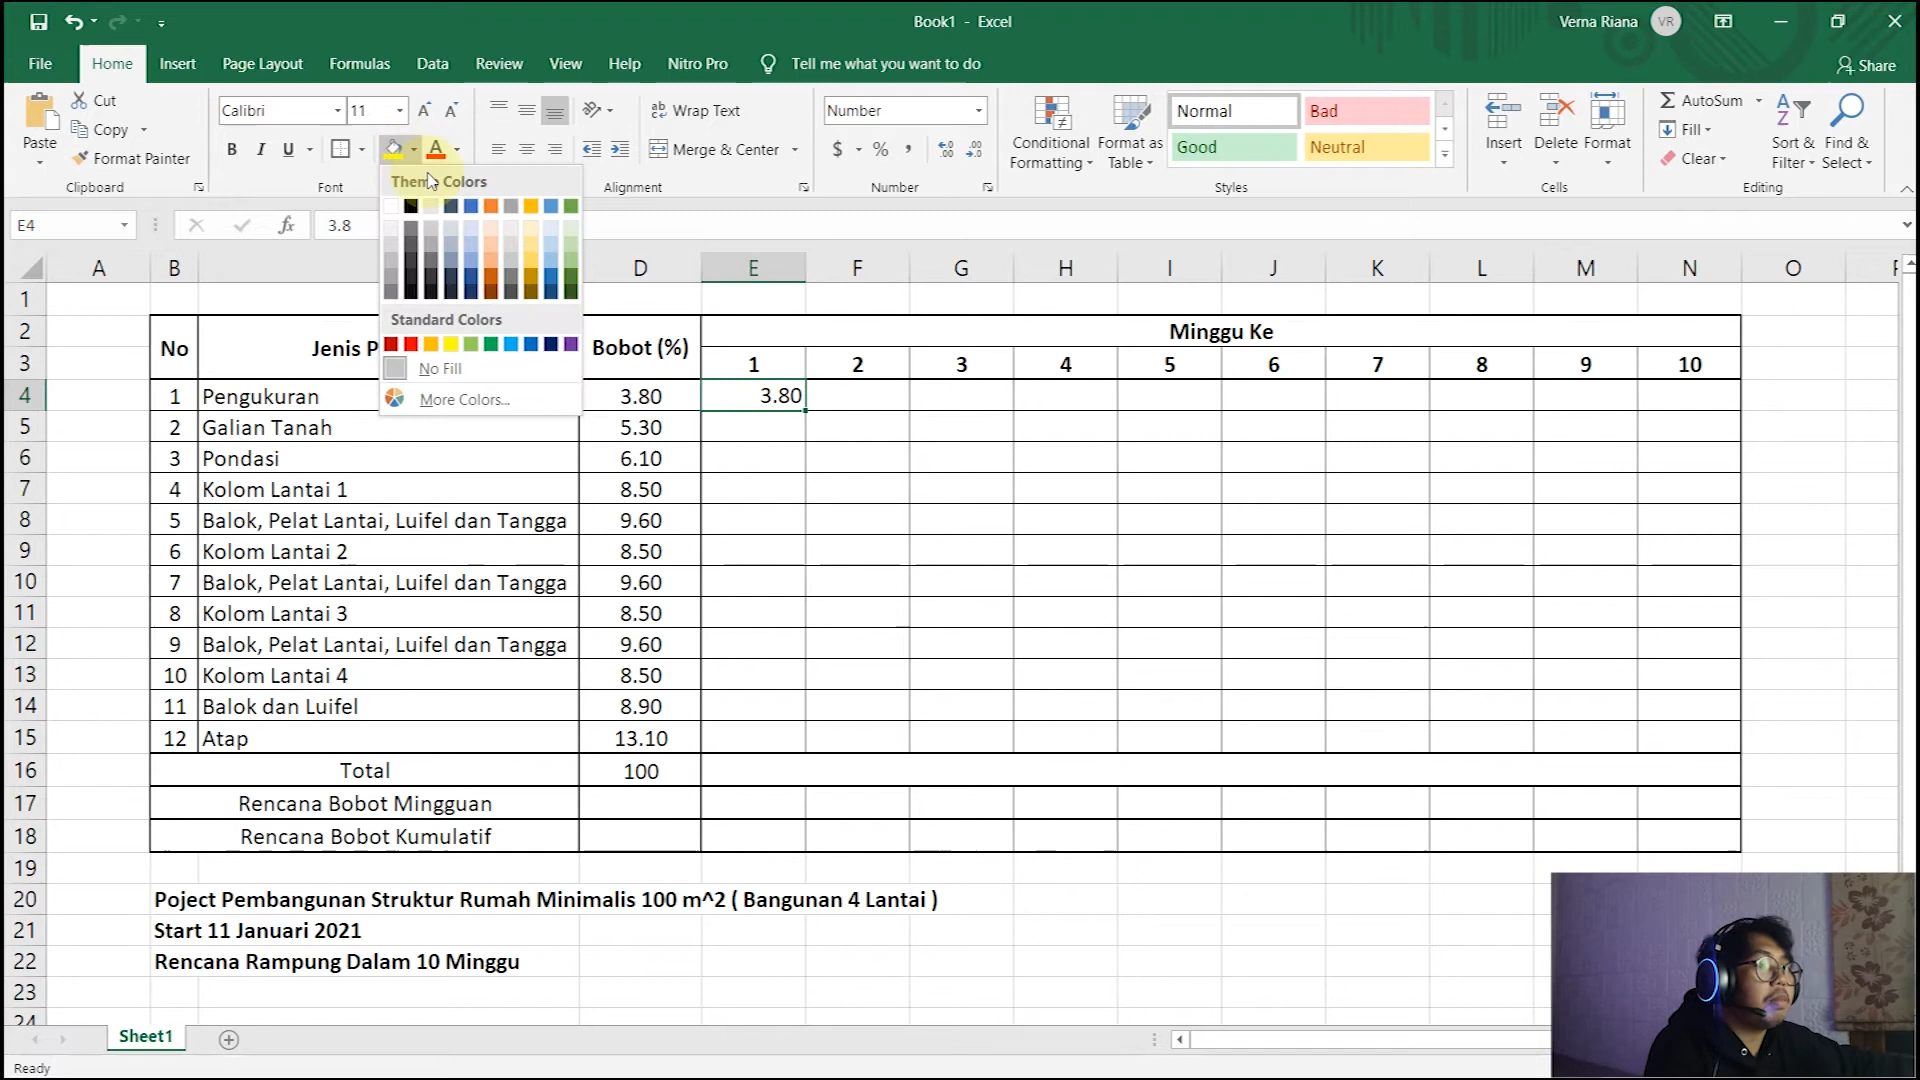 Book1 - Excel
Verna Riana VR
File Home Insert Page Layout Formulas Data Review View Help Nitro Pro Tell me what you want to do Share
Paste Cut Copy Format Painter Clipboard
Calibri 11 B I U A A A Font
Wrap Text Merge & Center Alignment
Number $ % , Number
Conditional Formatting Format as Table Normal Bad Good Neutral Styles
Insert Delete Format Cells
AutoSum Fill Clear Sort & Filter Find & Select Editing
E4 fx 3.8
Theme Colors
Standard Colors
No Fill
More Colors...
A B D E F G H I J K L M N O
1
2 No Bobot (%) Minggu Ke
3 1 2 3 4 5 6 7 8 9 10
4 1 Pengukuran 3.80 3.80
5 2 Galian Tanah 5.30
6 3 Pondasi 6.10
7 4 Kolom Lantai 1 8.50
8 5 Balok, Pelat Lantai, Luifel dan Tangga 9.60
9 6 Kolom Lantai 2 8.50
10 7 Balok, Pelat Lantai, Luifel dan Tangga 9.60
11 8 Kolom Lantai 3 8.50
12 9 Balok, Pelat Lantai, Luifel dan Tangga 9.60
13 10 Kolom Lantai 4 8.50
14 11 Balok dan Luifel 8.90
15 12 Atap 13.10
16 Total 100
17 Rencana Bobot Mingguan
18 Rencana Bobot Kumulatif
19
20 Poject Pembangunan Struktur Rumah Minimalis 100 m^2 ( Bangunan 4 Lantai )
21 Start 11 Januari 2021
22 Rencana Rampung Dalam 10 Minggu
23
24
Sheet1
Ready